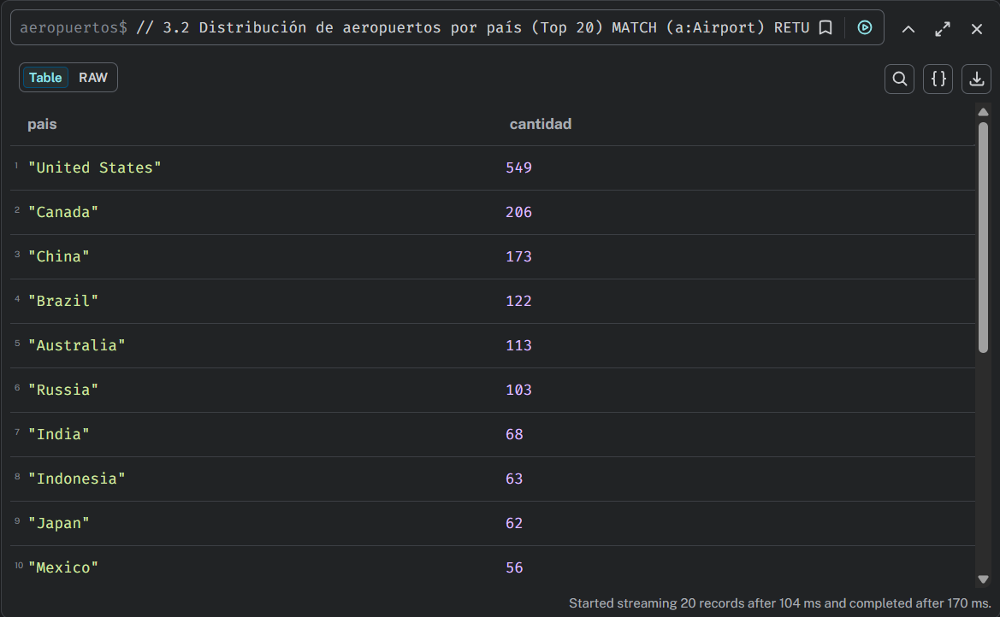 aeropuertos$ // 3.2 Distribución de aeropuertos por país (Top 20) MATCH (a:Airport) RETU
Table RAW
{}
pais cantidad
1 "United States" 549
2 "Canada" 206
3 "China" 173
4 "Brazil" 122
5 "Australia" 113
6 "Russia" 103
7 "India" 68
8 "Indonesia" 63
9 "Japan" 62
10 "Mexico" 56
Started streaming 20 records after 104 ms and completed after 170 ms.